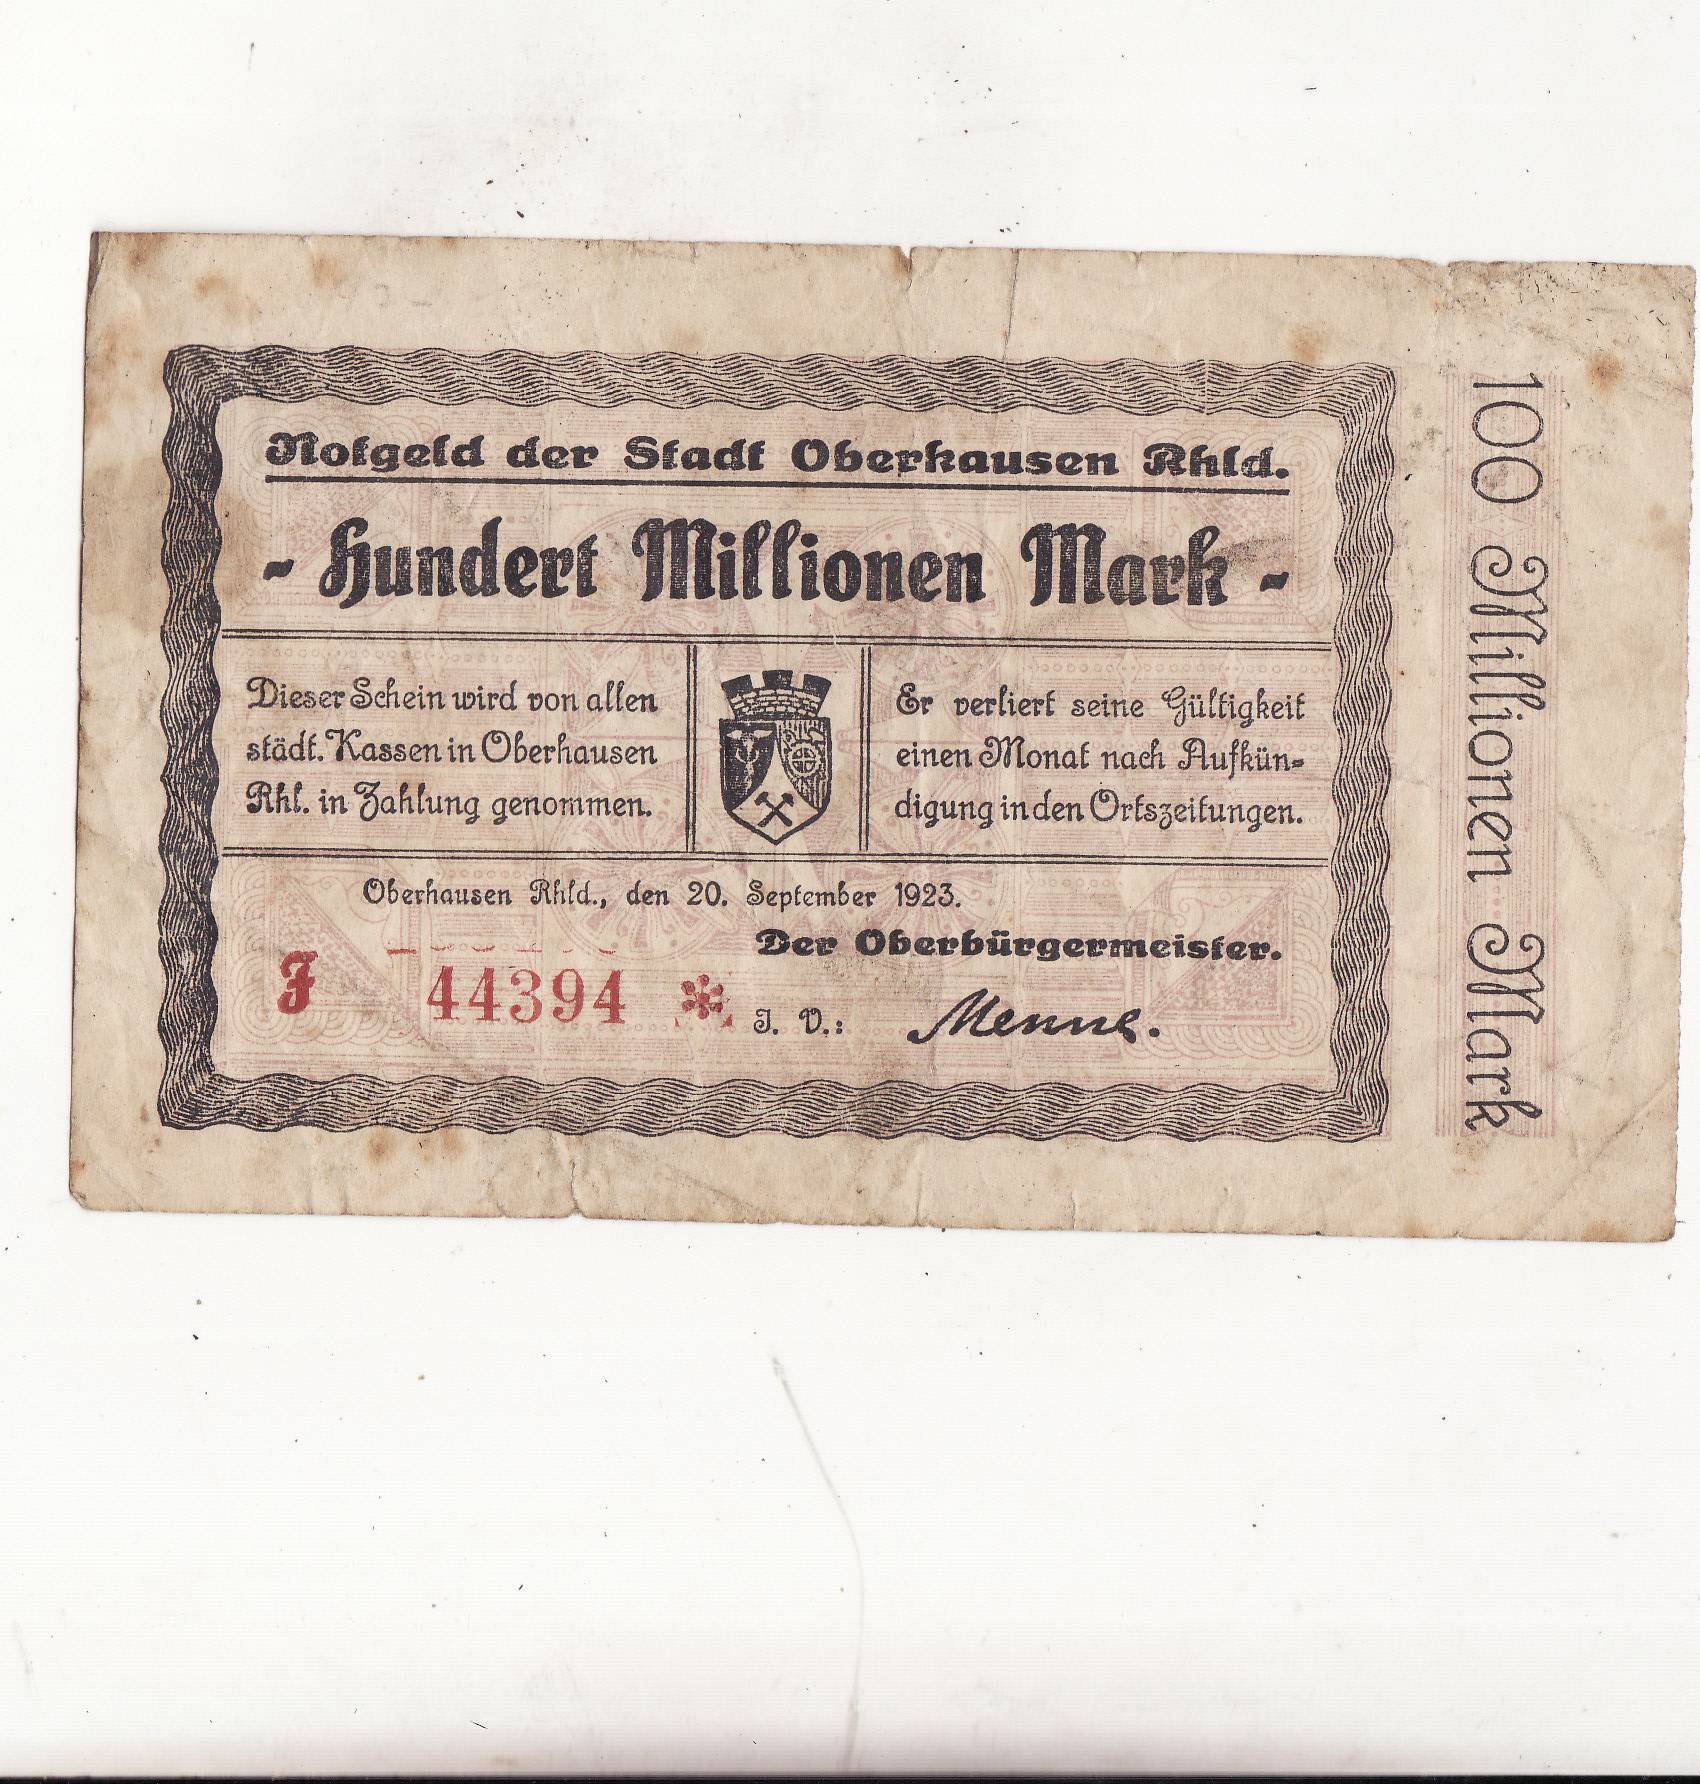 Notgeld der Stadt Oberhausen Rhld.
- Hundert Millionen Mark -
Dieser Schein wird von allen
städt. Kassen in Oberhausen
Rhl. in Zahlung genommen.
Er verliert seine Gültigkeit
einen Monat nach Aufkün-
digung in den Ortszeitungen.
Oberhausen Rhld., den 20. September 1923.
Der Oberbürgermeister.
J 44394 *
J. V.: Menne.
100 Millionen Mark